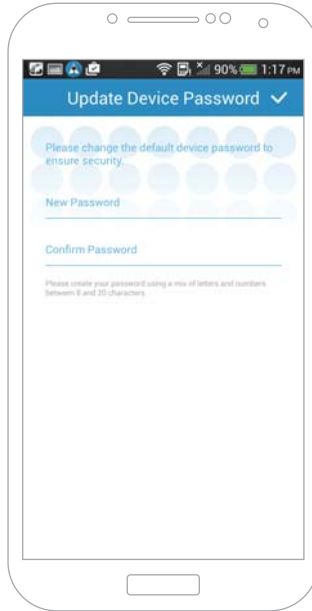 90% 1:17 PM
Update Device Password
Please change the default device password to
ensure security.
New Password
Confirm Password
Please create your password using a mix of letters and numbers
between 8 and 20 characters.